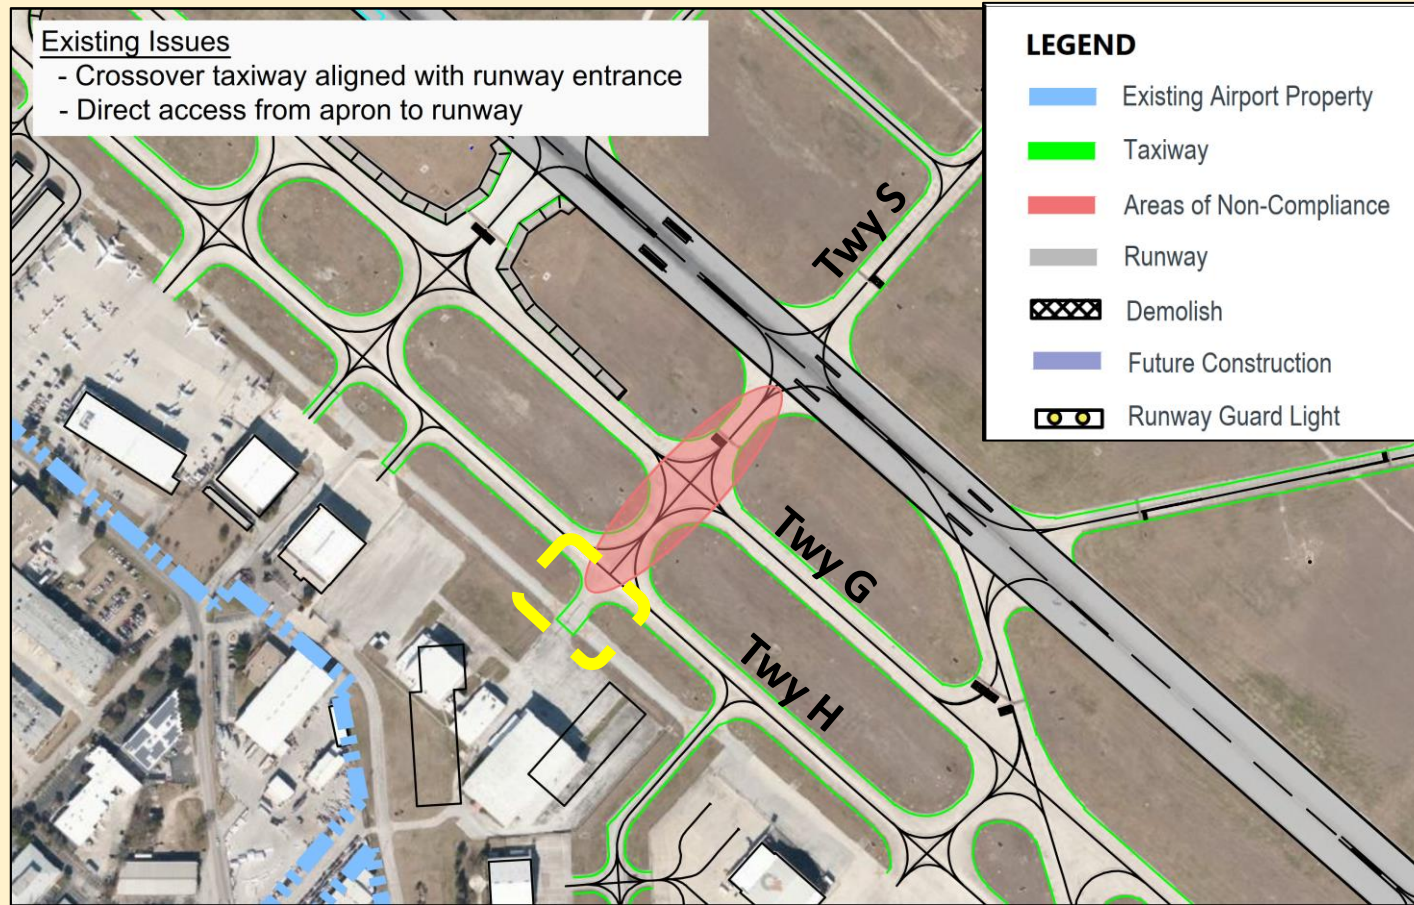 Existing Issues
- Crossover taxiway aligned with runway entrance
- Direct access from apron to runway
LEGEND
Existing Airport Property
Taxiway
Areas of Non-Compliance
Runway
Demolish
Future Construction
Runway Guard Light
Twy S
Twy G
Twy H